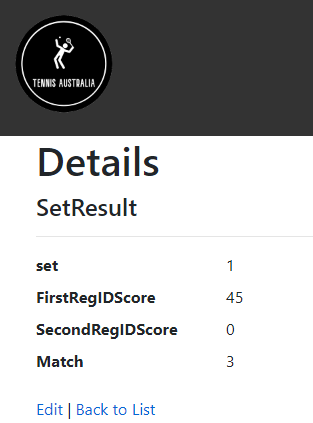 TENNIS AUSTRALIA
Details
SetResult
set 1
FirstRegIDScore 45
SecondRegIDScore 0
Match 3
Edit | Back to List